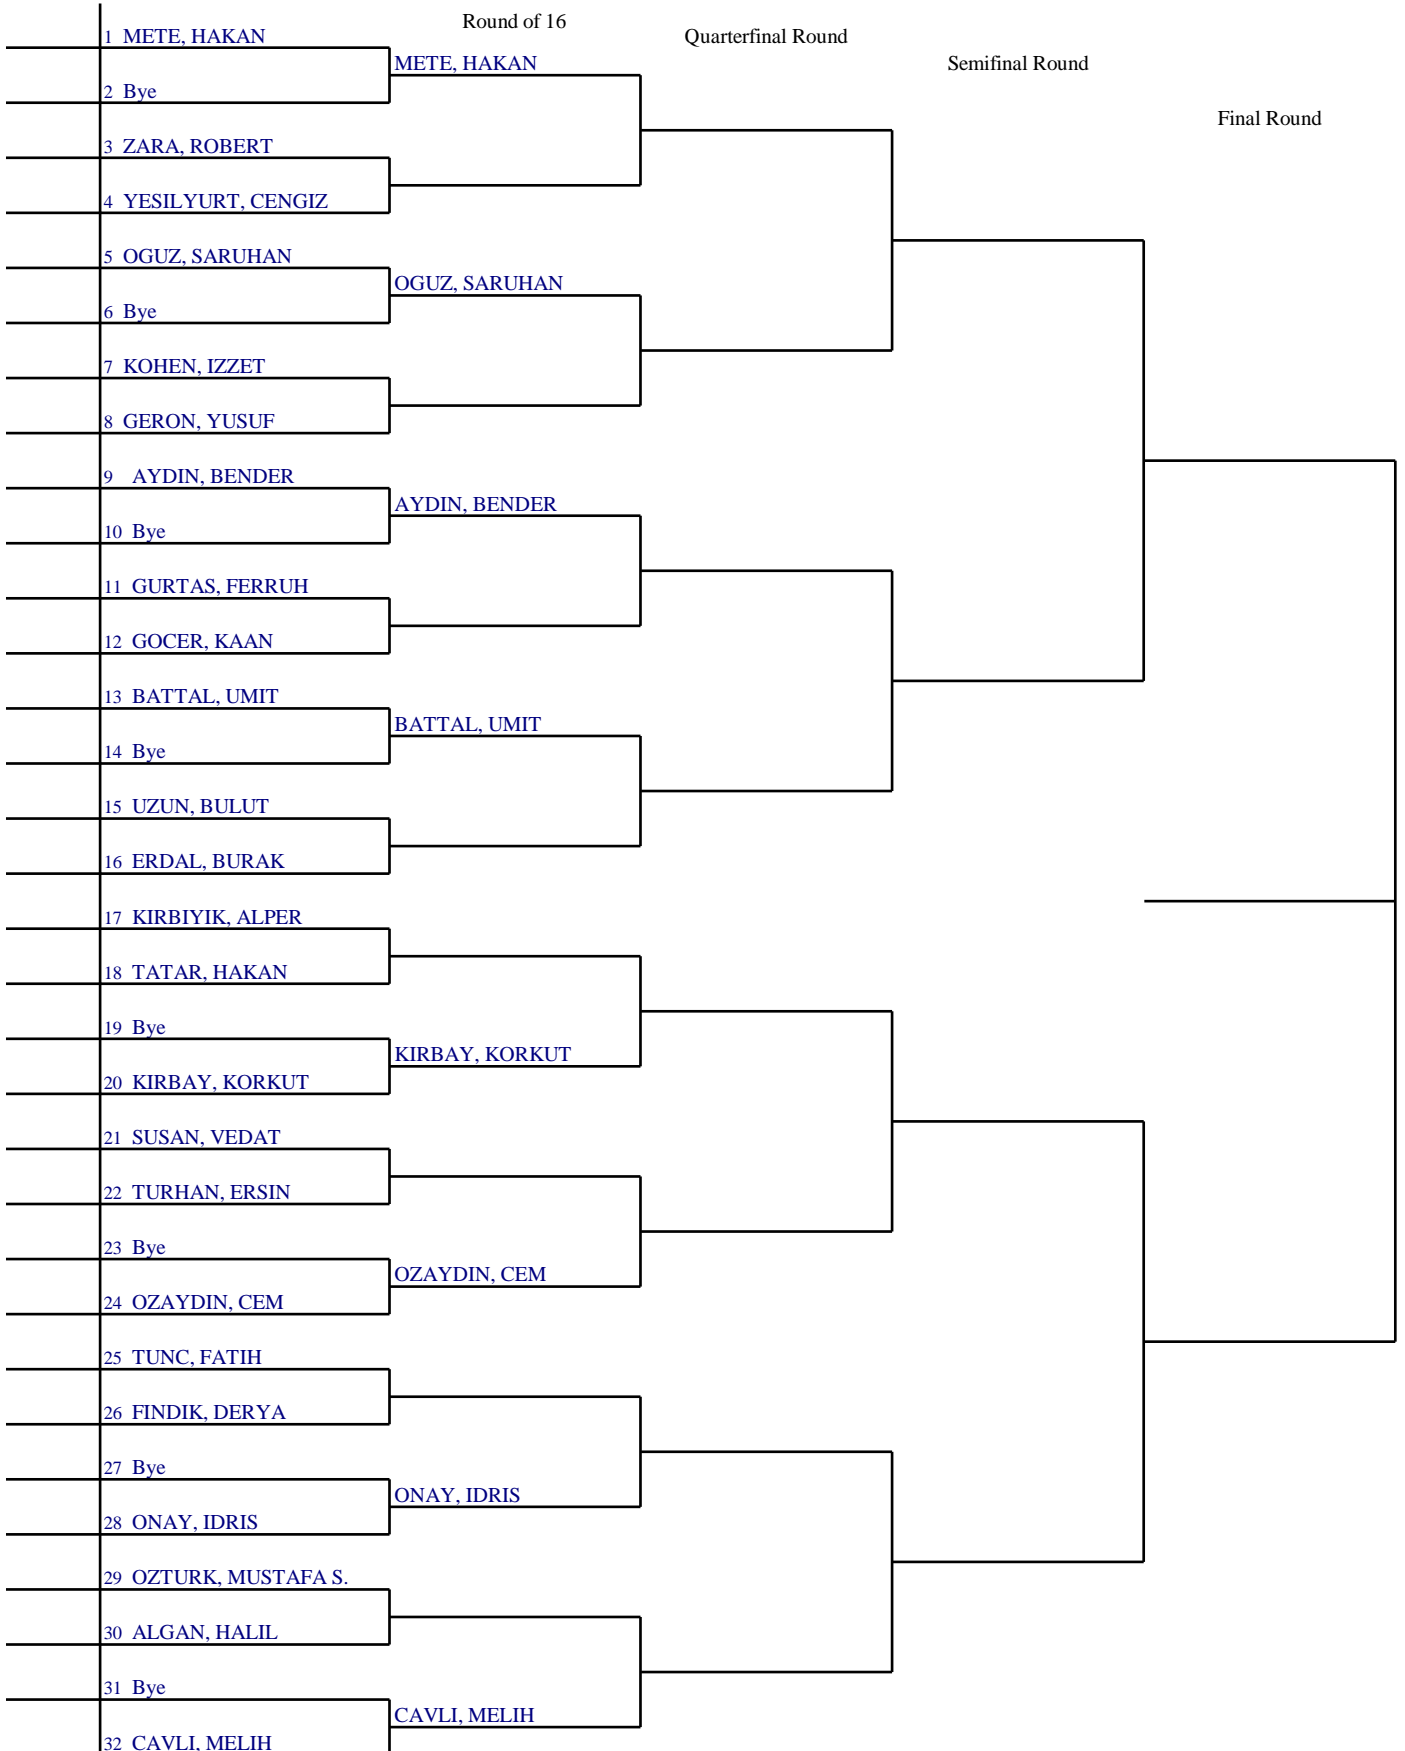 Round of 16
Quarterfinal Round
Semifinal Round
Final Round
1 METE, HAKAN
METE, HAKAN
2 Bye
3 ZARA, ROBERT
4 YESILYURT, CENGIZ
5 OGUZ, SARUHAN
OGUZ, SARUHAN
6 Bye
7 KOHEN, IZZET
8 GERON, YUSUF
9 AYDIN, BENDER
AYDIN, BENDER
10 Bye
11 GURTAS, FERRUH
12 GOCER, KAAN
13 BATTAL, UMIT
BATTAL, UMIT
14 Bye
15 UZUN, BULUT
16 ERDAL, BURAK
17 KIRBIYIK, ALPER
18 TATAR, HAKAN
19 Bye
KIRBAY, KORKUT
20 KIRBAY, KORKUT
21 SUSAN, VEDAT
22 TURHAN, ERSIN
23 Bye
OZAYDIN, CEM
24 OZAYDIN, CEM
25 TUNC, FATIH
26 FINDIK, DERYA
27 Bye
ONAY, IDRIS
28 ONAY, IDRIS
29 OZTURK, MUSTAFA S.
30 ALGAN, HALIL
31 Bye
CAVLI, MELIH
32 CAVLI, MELIH